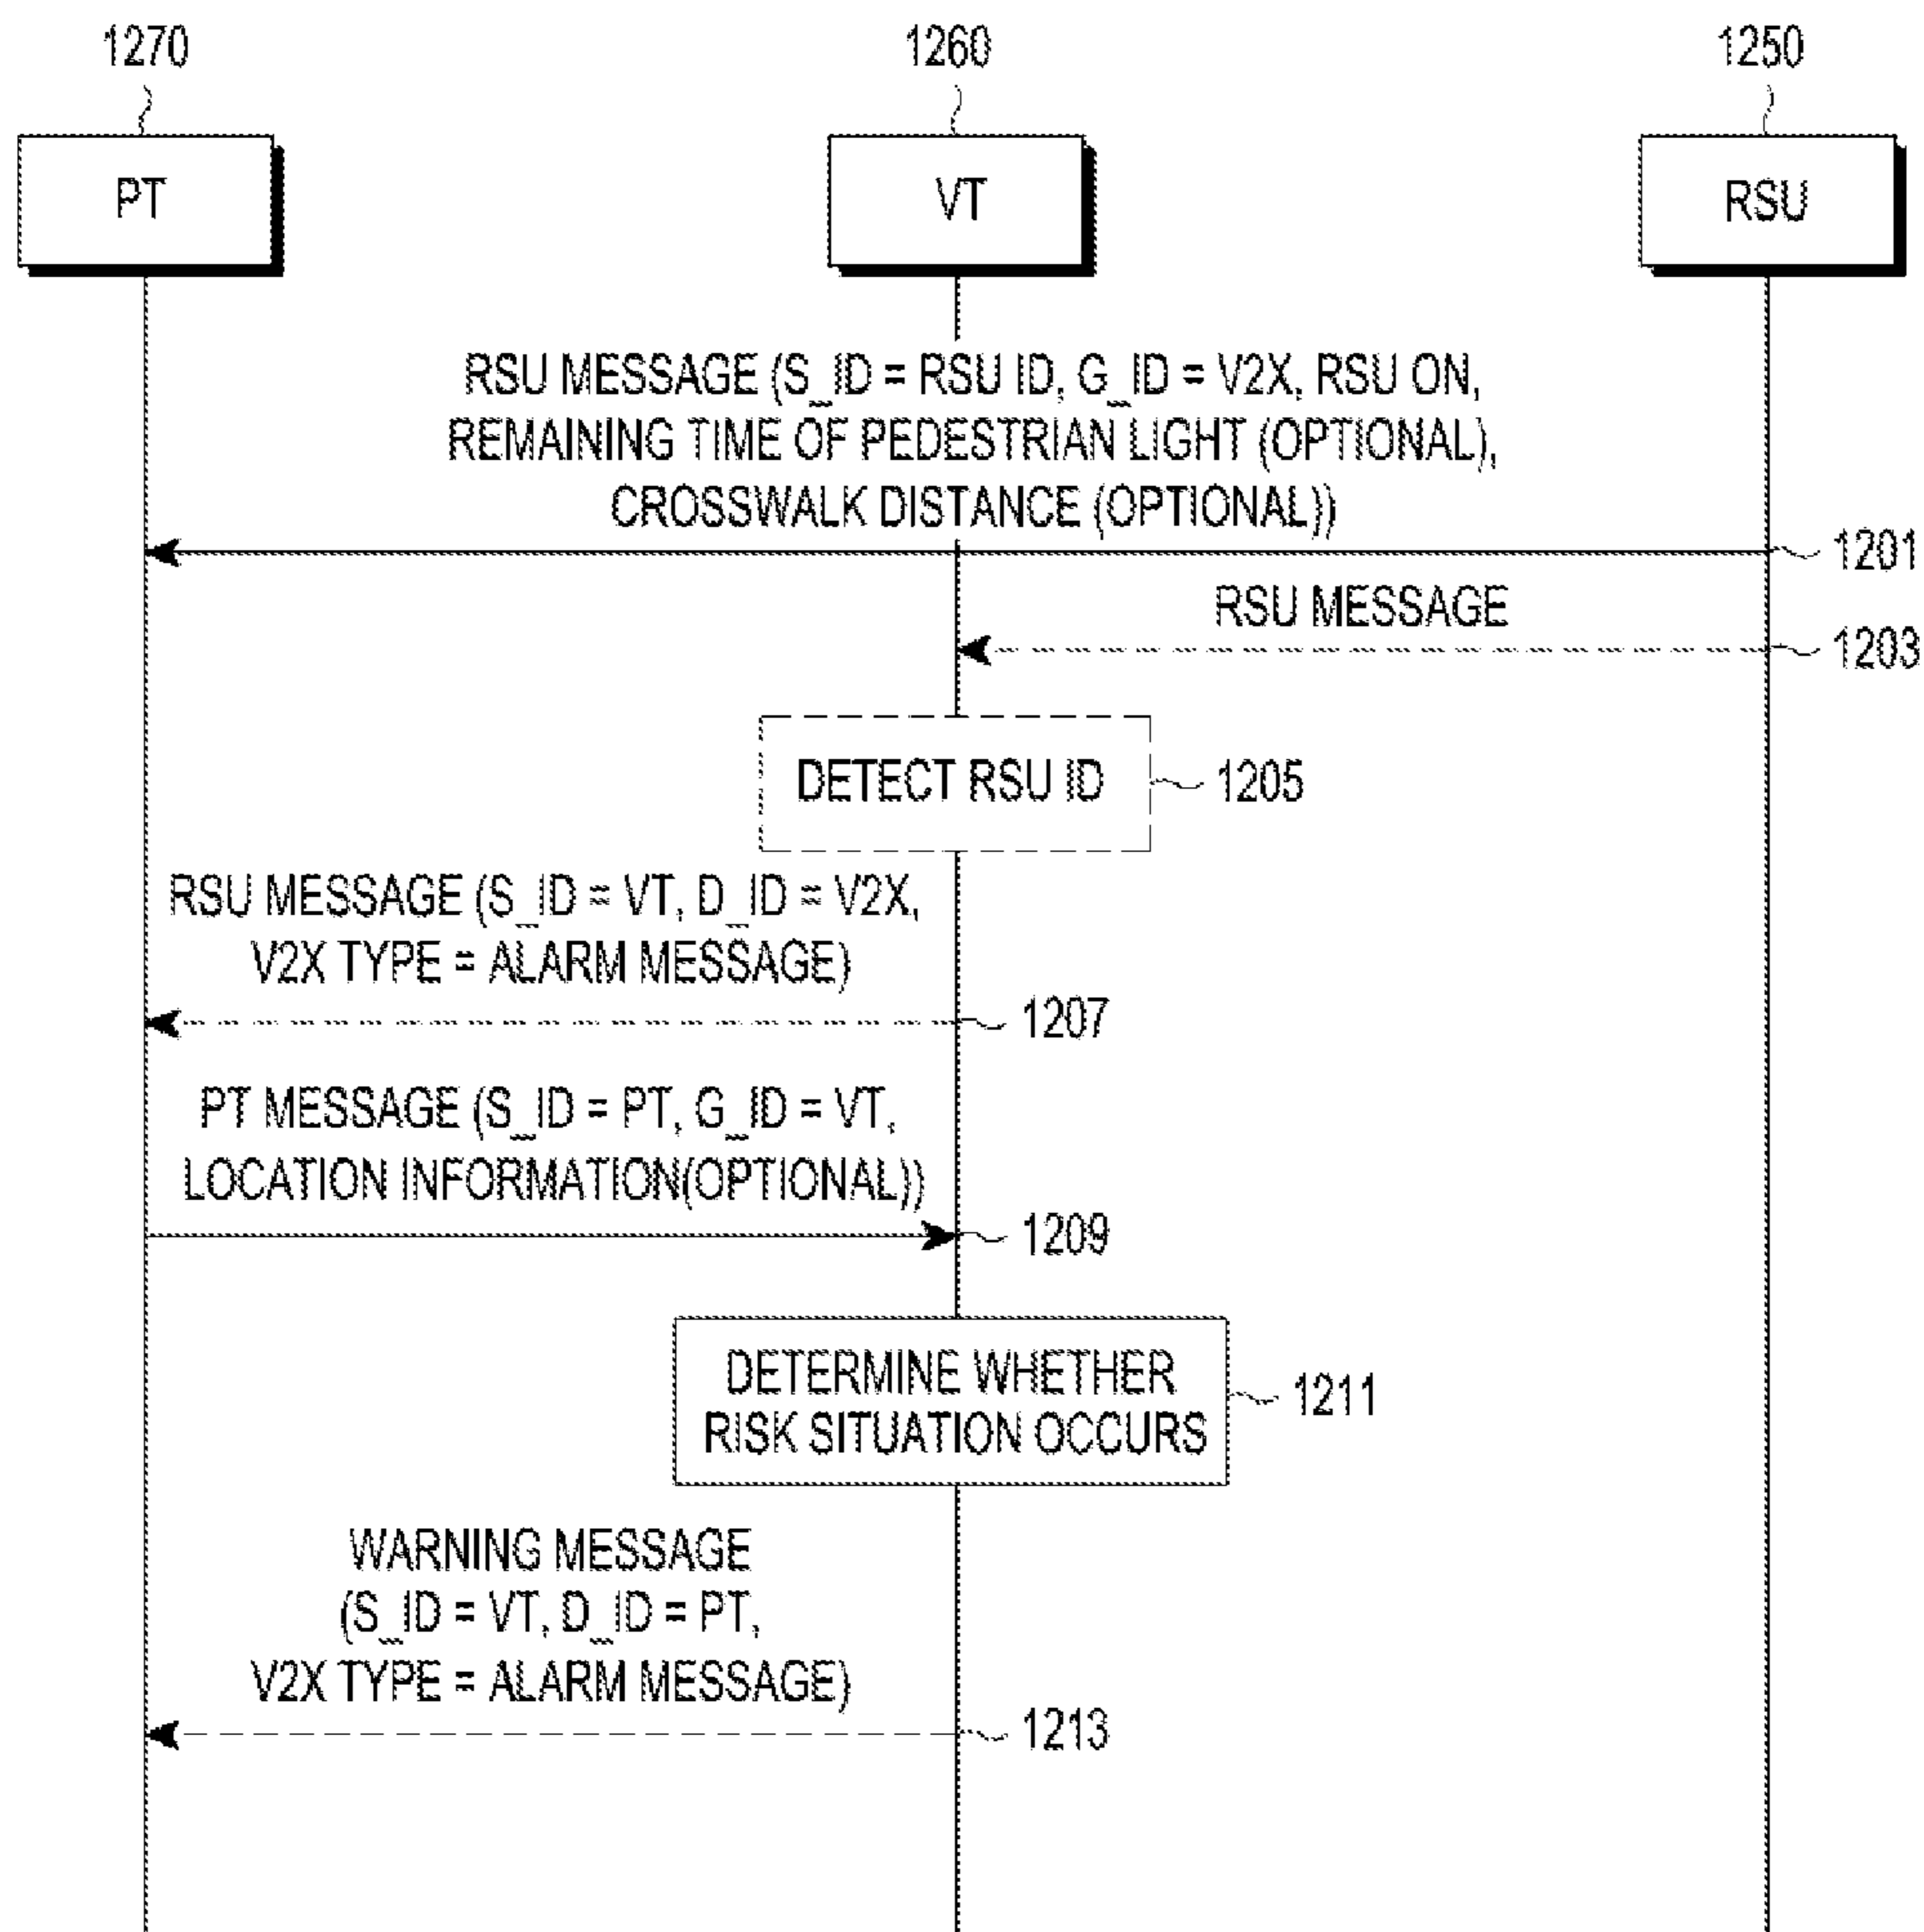 1270
1260
1250
PT
VT
RSU
RSU MESSAGE (S_ID = RSU ID, G_ID = V2X, RSU ON,
REMAINING TIME OF PEDESTRIAN LIGHT (OPTIONAL),
CROSSWALK DISTANCE (OPTIONAL))
1201
RSU MESSAGE
1203
DETECT RSU ID
1205
RSU MESSAGE (S_ID = VT, D_ID = V2X,
V2X TYPE = ALARM MESSAGE)
1207
PT MESSAGE (S_ID = PT, G_ID = VT,
LOCATION INFORMATION(OPTIONAL))
1209
DETERMINE WHETHER
RISK SITUATION OCCURS
1211
WARNING MESSAGE
(S_ID = VT, D_ID = PT,
V2X TYPE = ALARM MESSAGE)
1213